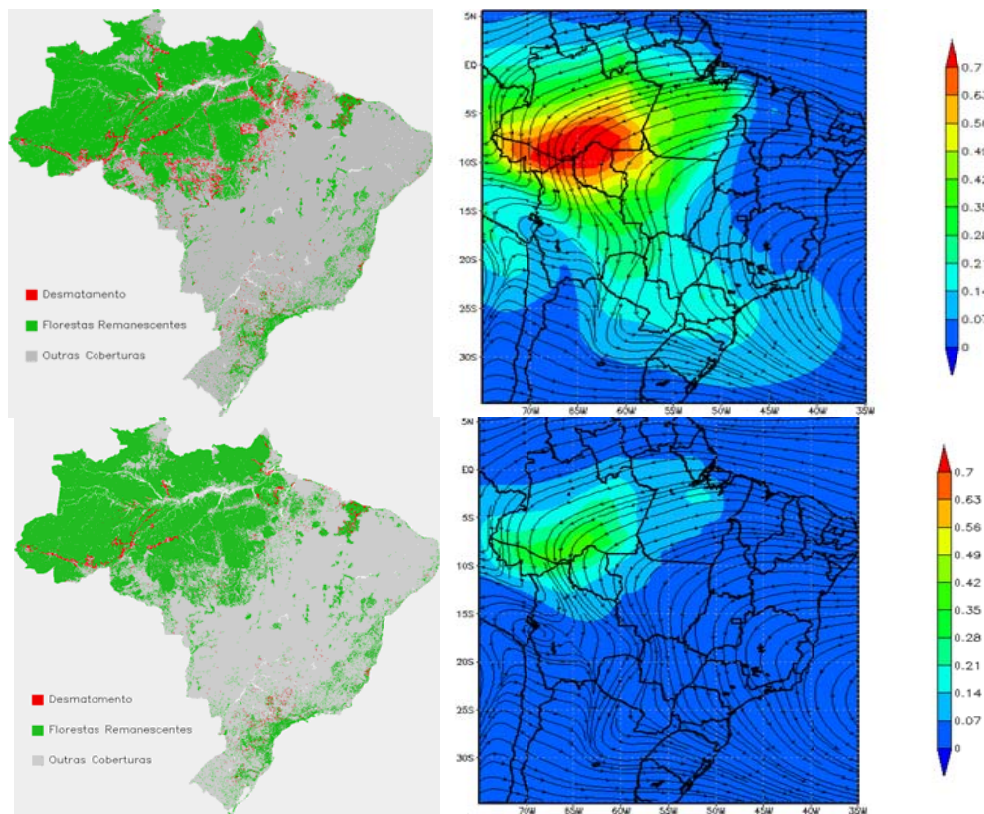 Desmatamento
Florestas Remanescentes
Outras Coberturas
5N
EQ
5S
10S
15S
20S
25S
30S
70W
65W
60W
55W
50W
45W
40W
35W
0.7
0.63
0.56
0.49
0.42
0.35
0.28
0.21
0.14
0.07
0
Desmatamento
Florestas Remanescentes
Outras Coberturas
5N
EQ
5S
10S
15S
20S
25S
30S
70W
65W
60W
55W
50W
45W
40W
35W
0.7
0.63
0.56
0.49
0.42
0.35
0.28
0.21
0.14
0.07
0